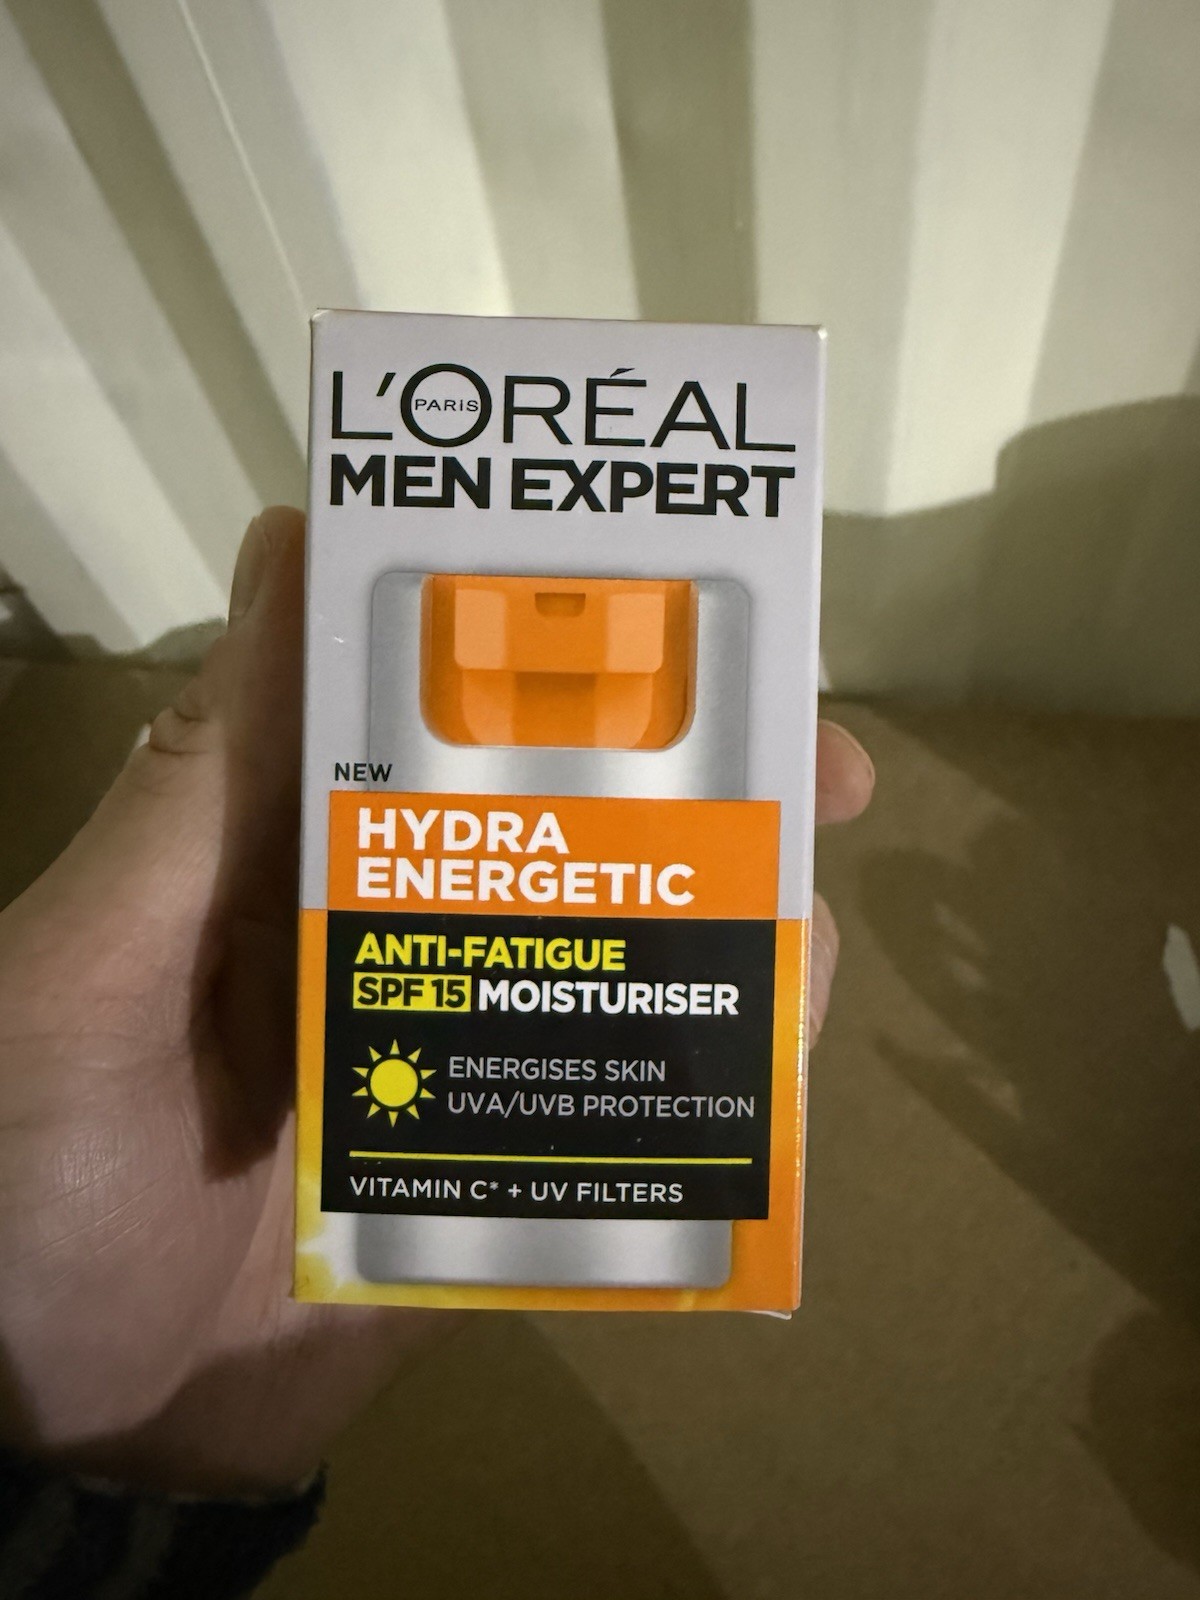 L'ORÉAL
PARIS
MEN EXPERT
NEW
HYDRA
ENERGETIC
ANTI-FATIGUE
SPF 15 MOISTURISER
ENERGISES SKIN
UVA/UVB PROTECTION
VITAMIN C* + UV FILTERS